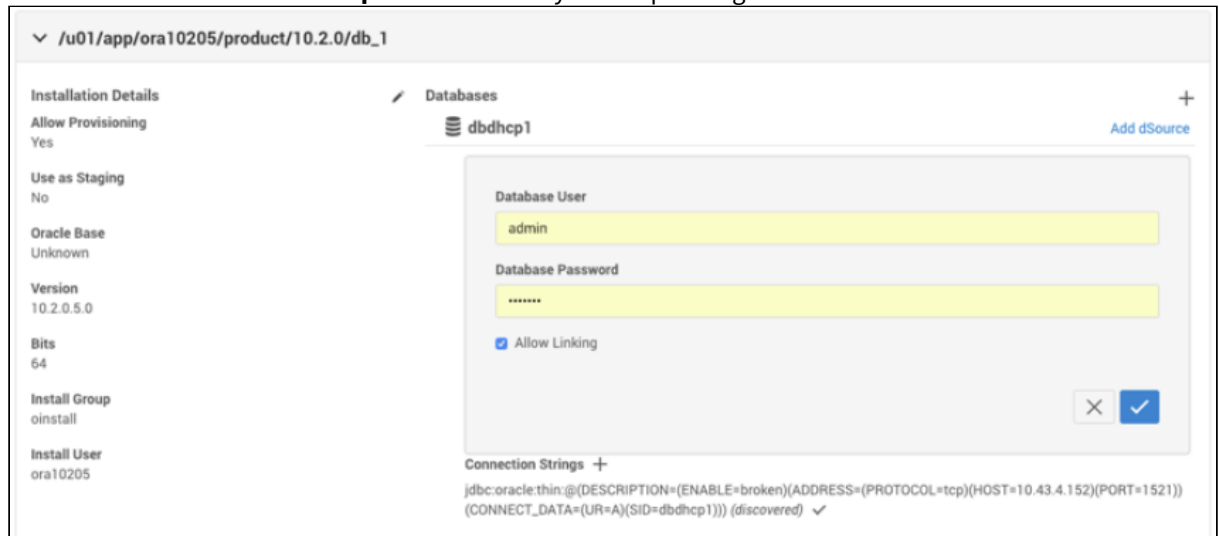 /u01/app/ora10205/product/10.2.0/db_1
Installation Details
Allow Provisioning
Yes
Use as Staging
No
Oracle Base
Unknown
Version
10.2.0.5.0
Bits
64
Install Group
oinstall
Install User
ora10205
Databases
dbdhcp1
Add dSource
Database User
admin
Database Password
•••••••
Allow Linking
Connection Strings +
jdbc:oracle:thin:@(DESCRIPTION=(ENABLE=broken)(ADDRESS=(PROTOCOL=tcp)(HOST=10.43.4.152)(PORT=1521))
(CONNECT_DATA=(UR=A)(SID=dbdhcp1))) (discovered) ✓